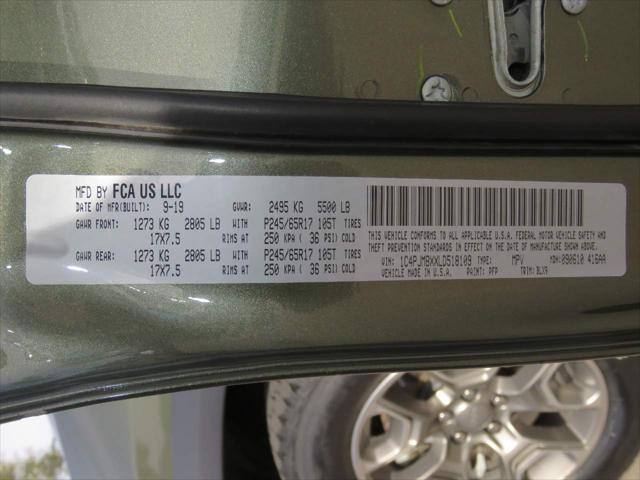 MFD BY FCA US LLC
DATE OF MFR(BUILT): 9-19 GVWR: 2495 KG 5500 LB
GAWR FRONT: 1273 KG 2805 LB WITH P245/65R17 105T TIRES
17X7.5 RIMS AT 250 KPA ( 36 PSI) COLD
GAWR REAR: 1273 KG 2805 LB WITH P245/65R17 105T TIRES
17X7.5 RIMS AT 250 KPA ( 36 PSI) COLD
THIS VEHICLE CONFORMS TO ALL APPLICABLE U.S.A. FEDERAL MOTOR VEHICLE SAFETY AND
THEFT PREVENTION STANDARDS IN EFFECT ON THE DATE OF MANUFACTURE SHOWN ABOVE.
VIN: 1C4PJMBXXLD518109 TYPE: MPV MDH: 090610 416AA
VEHICLE MADE IN U.S.A. PAINT: PFP TRIM: BLX9